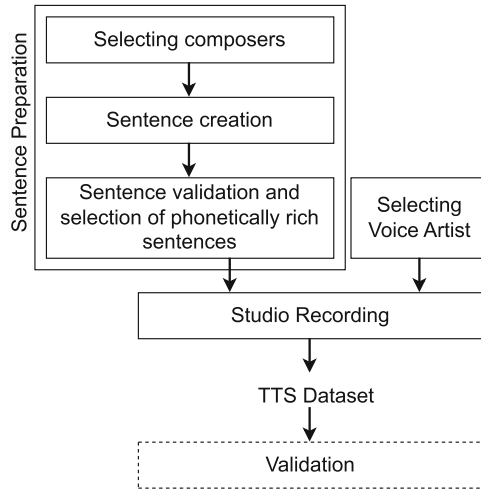 Sentence Preparation
Selecting composers
Sentence creation
Sentence validation and
selection of phonetically rich
sentences
Selecting
Voice Artist
Studio Recording
TTS Dataset
Validation